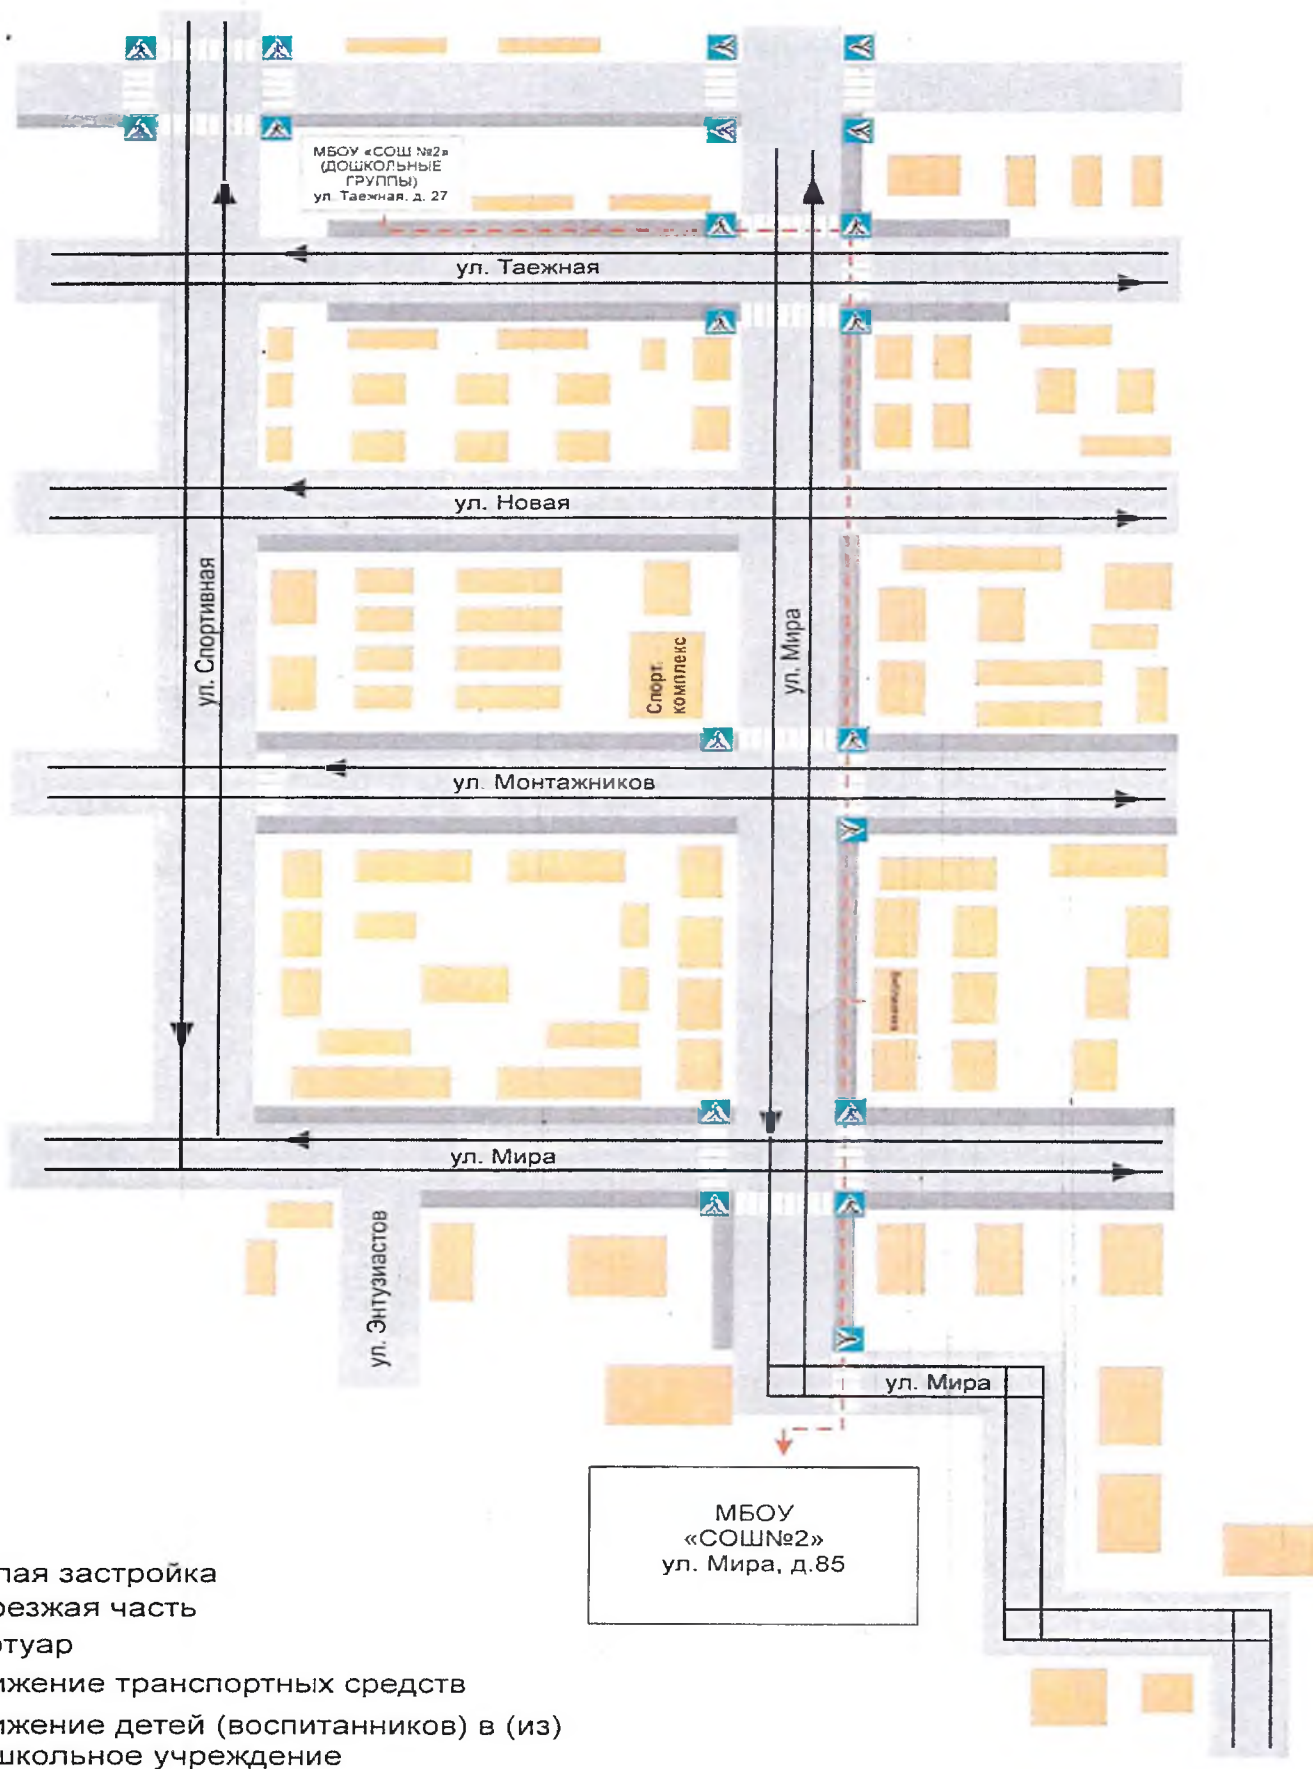 МБОУ «СОШ №2»
(ДОШКОЛЬНЫЕ
ГРУППЫ)
ул. Таежная, д. 27
ул. Таежная
ул. Новая
ул. Спортивная
ул. Мира
Спорт.
комплекс
ул. Монтажников
ул. Мира
ул. Энтузиастов
ул. Мира
МБОУ
«СОШ№2»
ул. Мира, д.85
лая застройка
резжая часть
отуар
ижение транспортных средств
ижение детей (воспитанников) в (из)
школьное учреждение